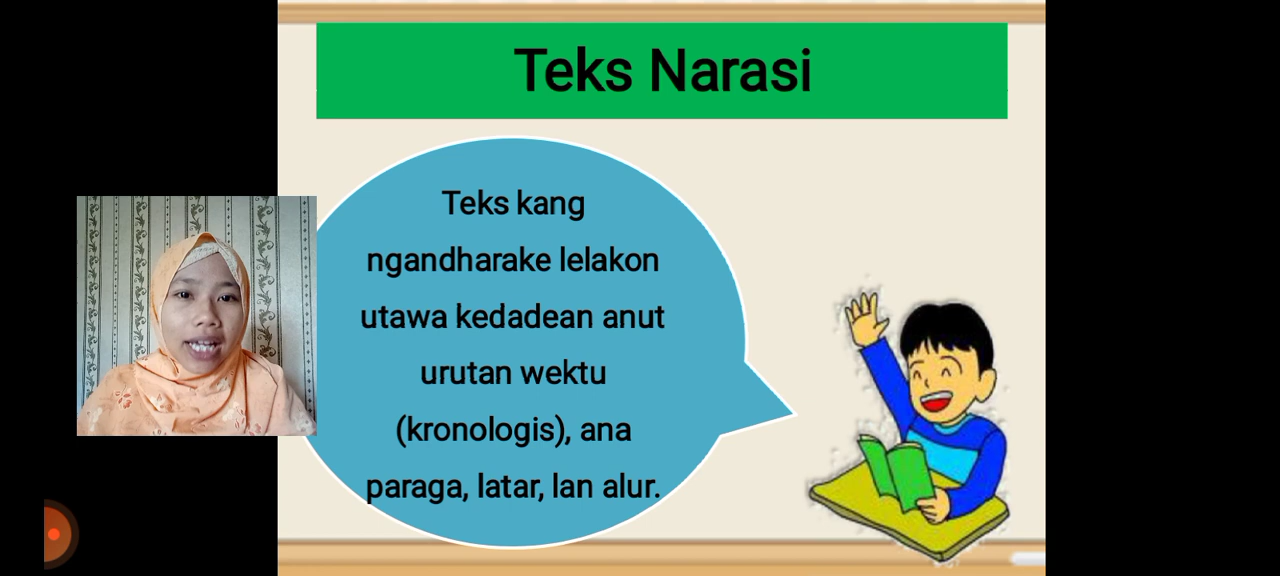 Teks Narasi
Teks kang
ngandharake lelakon
utawa kedadean anut
urutan wektu
(kronologis), ana
paraga, latar, lan alur.